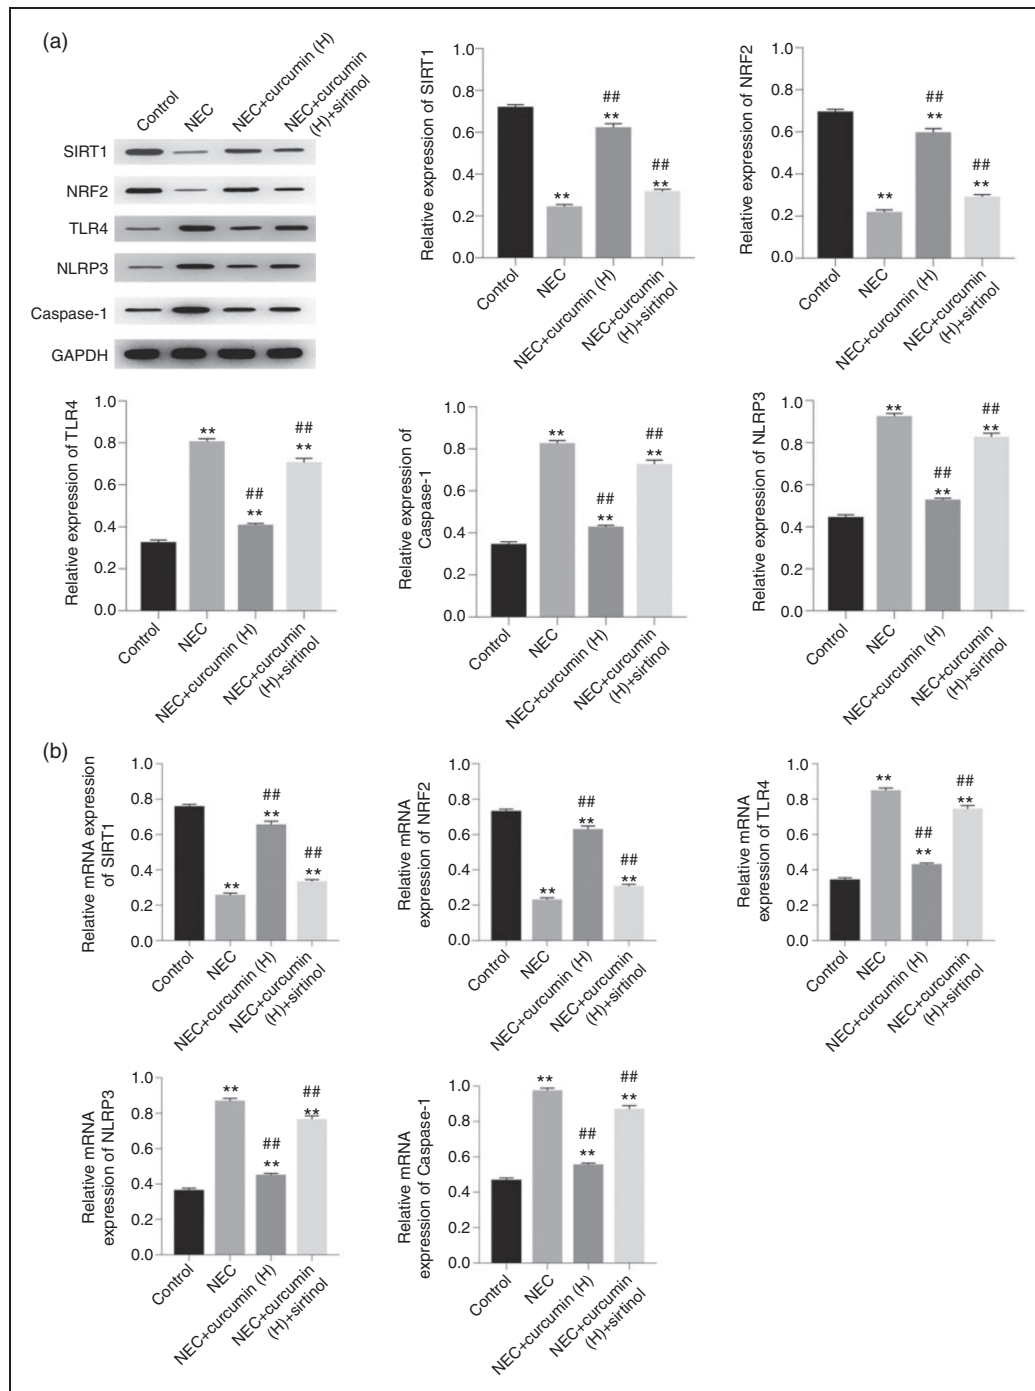 (a)
Control
NEC
NEC+curcumin (H)
NEC+curcumin
(H)+sirtinol
SIRT1
NRF2
TLR4
NLRP3
Caspase-1
GAPDH
Relative expression of SIRT1
1.0
0.8
0.6
0.4
0.2
0.0
**
##
**
##
**
Control
NEC
NEC+curcumin (H)
NEC+curcumin
(H)+sirtinol
Relative expression of NRF2
1.0
0.8
0.6
0.4
0.2
0.0
**
##
**
##
**
Control
NEC
NEC+curcumin (H)
NEC+curcumin
(H)+sirtinol
Relative expression of TLR4
1.0
0.8
0.6
0.4
0.2
0.0
**
##
**
##
**
Control
NEC
NEC+curcumin (H)
NEC+curcumin
(H)+sirtinol
Relative expression of
Caspase-1
1.0
0.8
0.6
0.4
0.2
0.0
**
##
**
##
**
Control
NEC
NEC+curcumin (H)
NEC+curcumin
(H)+sirtinol
Relative expression of NLRP3
1.0
0.8
0.6
0.4
0.2
0.0
**
##
**
##
**
Control
NEC
NEC+curcumin (H)
NEC+curcumin
(H)+sirtinol
(b)
Relative mRNA expression
of SIRT1
1.0
0.8
0.6
0.4
0.2
0.0
**
##
**
##
**
Control
NEC
NEC+curcumin (H)
NEC+curcumin
(H)+sirtinol
Relative mRNA
expression of NRF2
1.0
0.8
0.6
0.4
0.2
0.0
**
##
**
##
**
Control
NEC
NEC+curcumin (H)
NEC+curcumin
(H)+sirtinol
Relative mRNA
expression of TLR4
1.0
0.8
0.6
0.4
0.2
0.0
**
##
**
##
**
Control
NEC
NEC+curcumin (H)
NEC+curcumin
(H)+sirtinol
Relative mRNA
expression of NLRP3
1.0
0.8
0.6
0.4
0.2
0.0
**
##
**
##
**
Control
NEC
NEC+curcumin (H)
NEC+curcumin
(H)+sirtinol
Relative mRNA
expression of Caspase-1
1.0
0.8
0.6
0.4
0.2
0.0
**
##
**
##
**
Control
NEC
NEC+curcumin (H)
NEC+curcumin
(H)+sirtinol